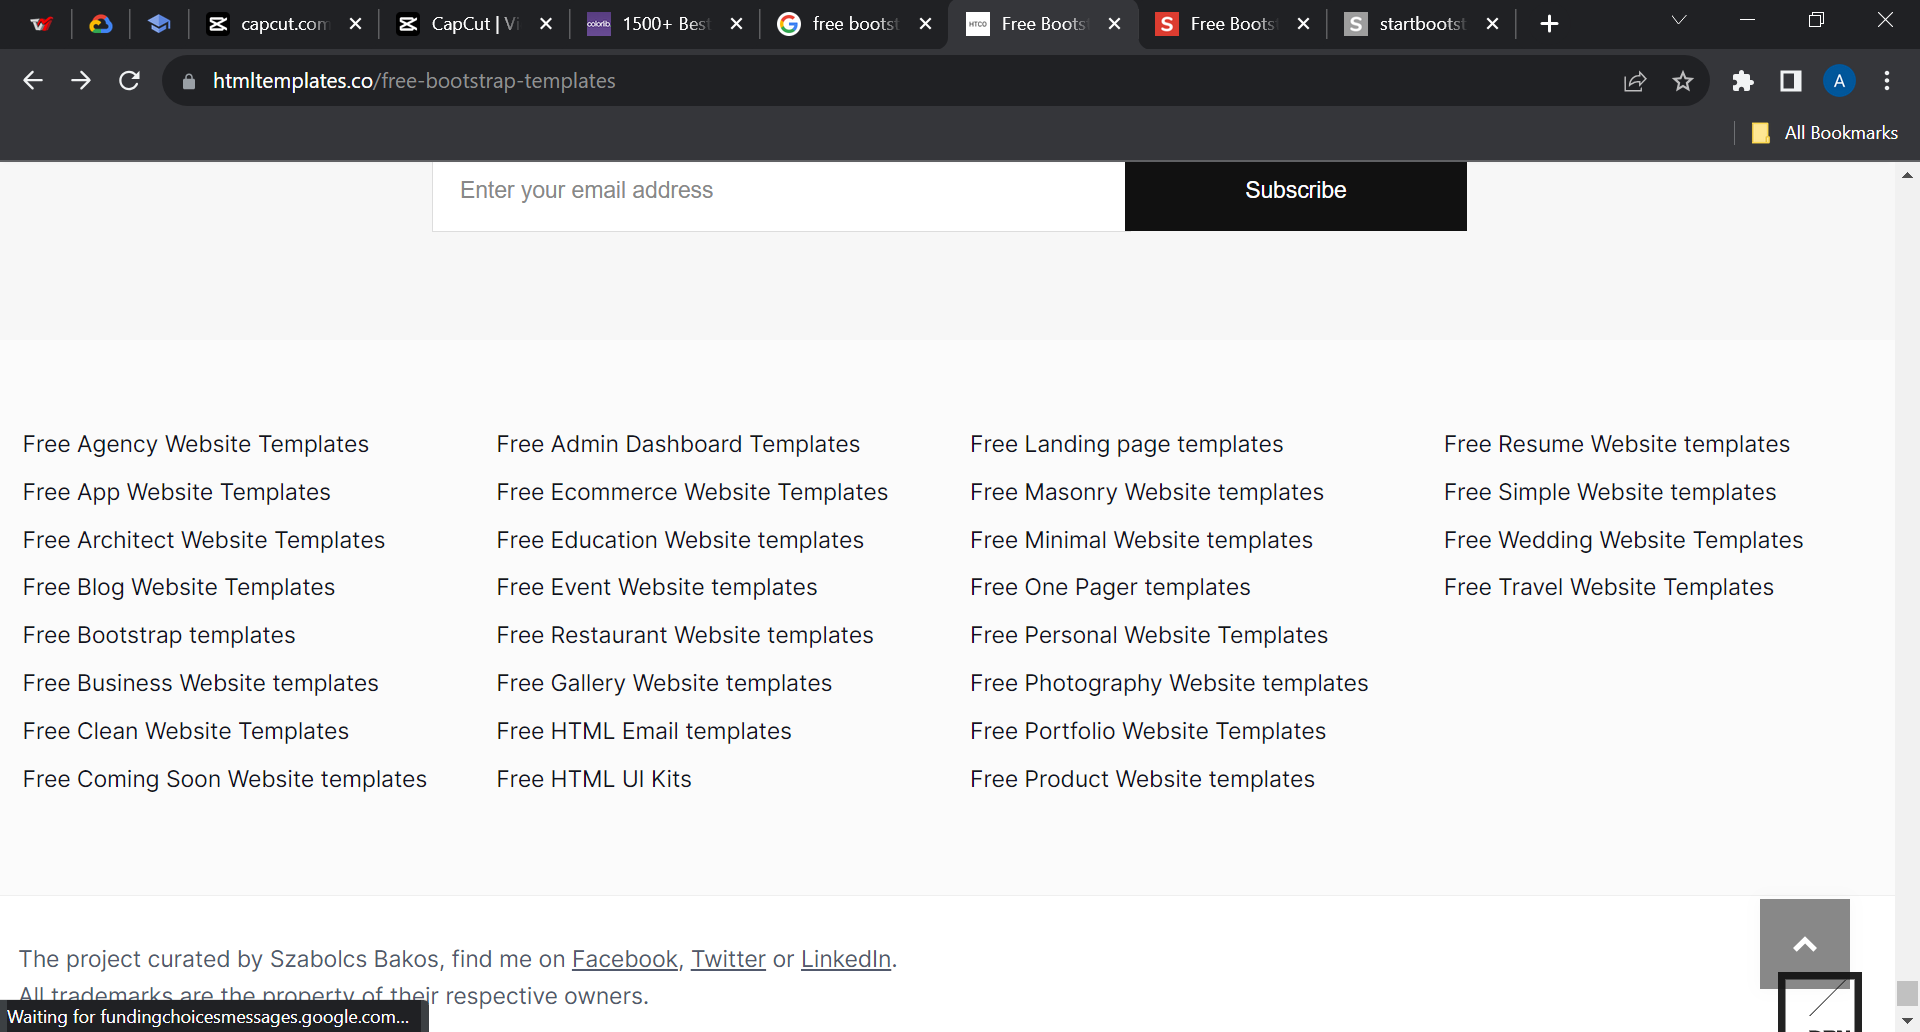 capcut.com
CapCut | Vi
colorlib
1500+ Best
free bootst
HTCO
Free Boots
S
Free Boots
S
startbootst
htmltemplates.co/free-bootstrap-templates
A
All Bookmarks
Enter your email address
Subscribe
Free Agency Website Templates
Free App Website Templates
Free Architect Website Templates
Free Blog Website Templates
Free Bootstrap templates
Free Business Website templates
Free Clean Website Templates
Free Coming Soon Website templates
Free Admin Dashboard Templates
Free Ecommerce Website Templates
Free Education Website templates
Free Event Website templates
Free Restaurant Website templates
Free Gallery Website templates
Free HTML Email templates
Free HTML UI Kits
Free Landing page templates
Free Masonry Website templates
Free Minimal Website templates
Free One Pager templates
Free Personal Website Templates
Free Photography Website templates
Free Portfolio Website Templates
Free Product Website templates
Free Resume Website templates
Free Simple Website templates
Free Wedding Website Templates
Free Travel Website Templates
The project curated by Szabolcs Bakos, find me on Facebook, Twitter or LinkedIn.
All trademarks are the property of their respective owners.
Waiting for fundingchoicesmessages.google.com...